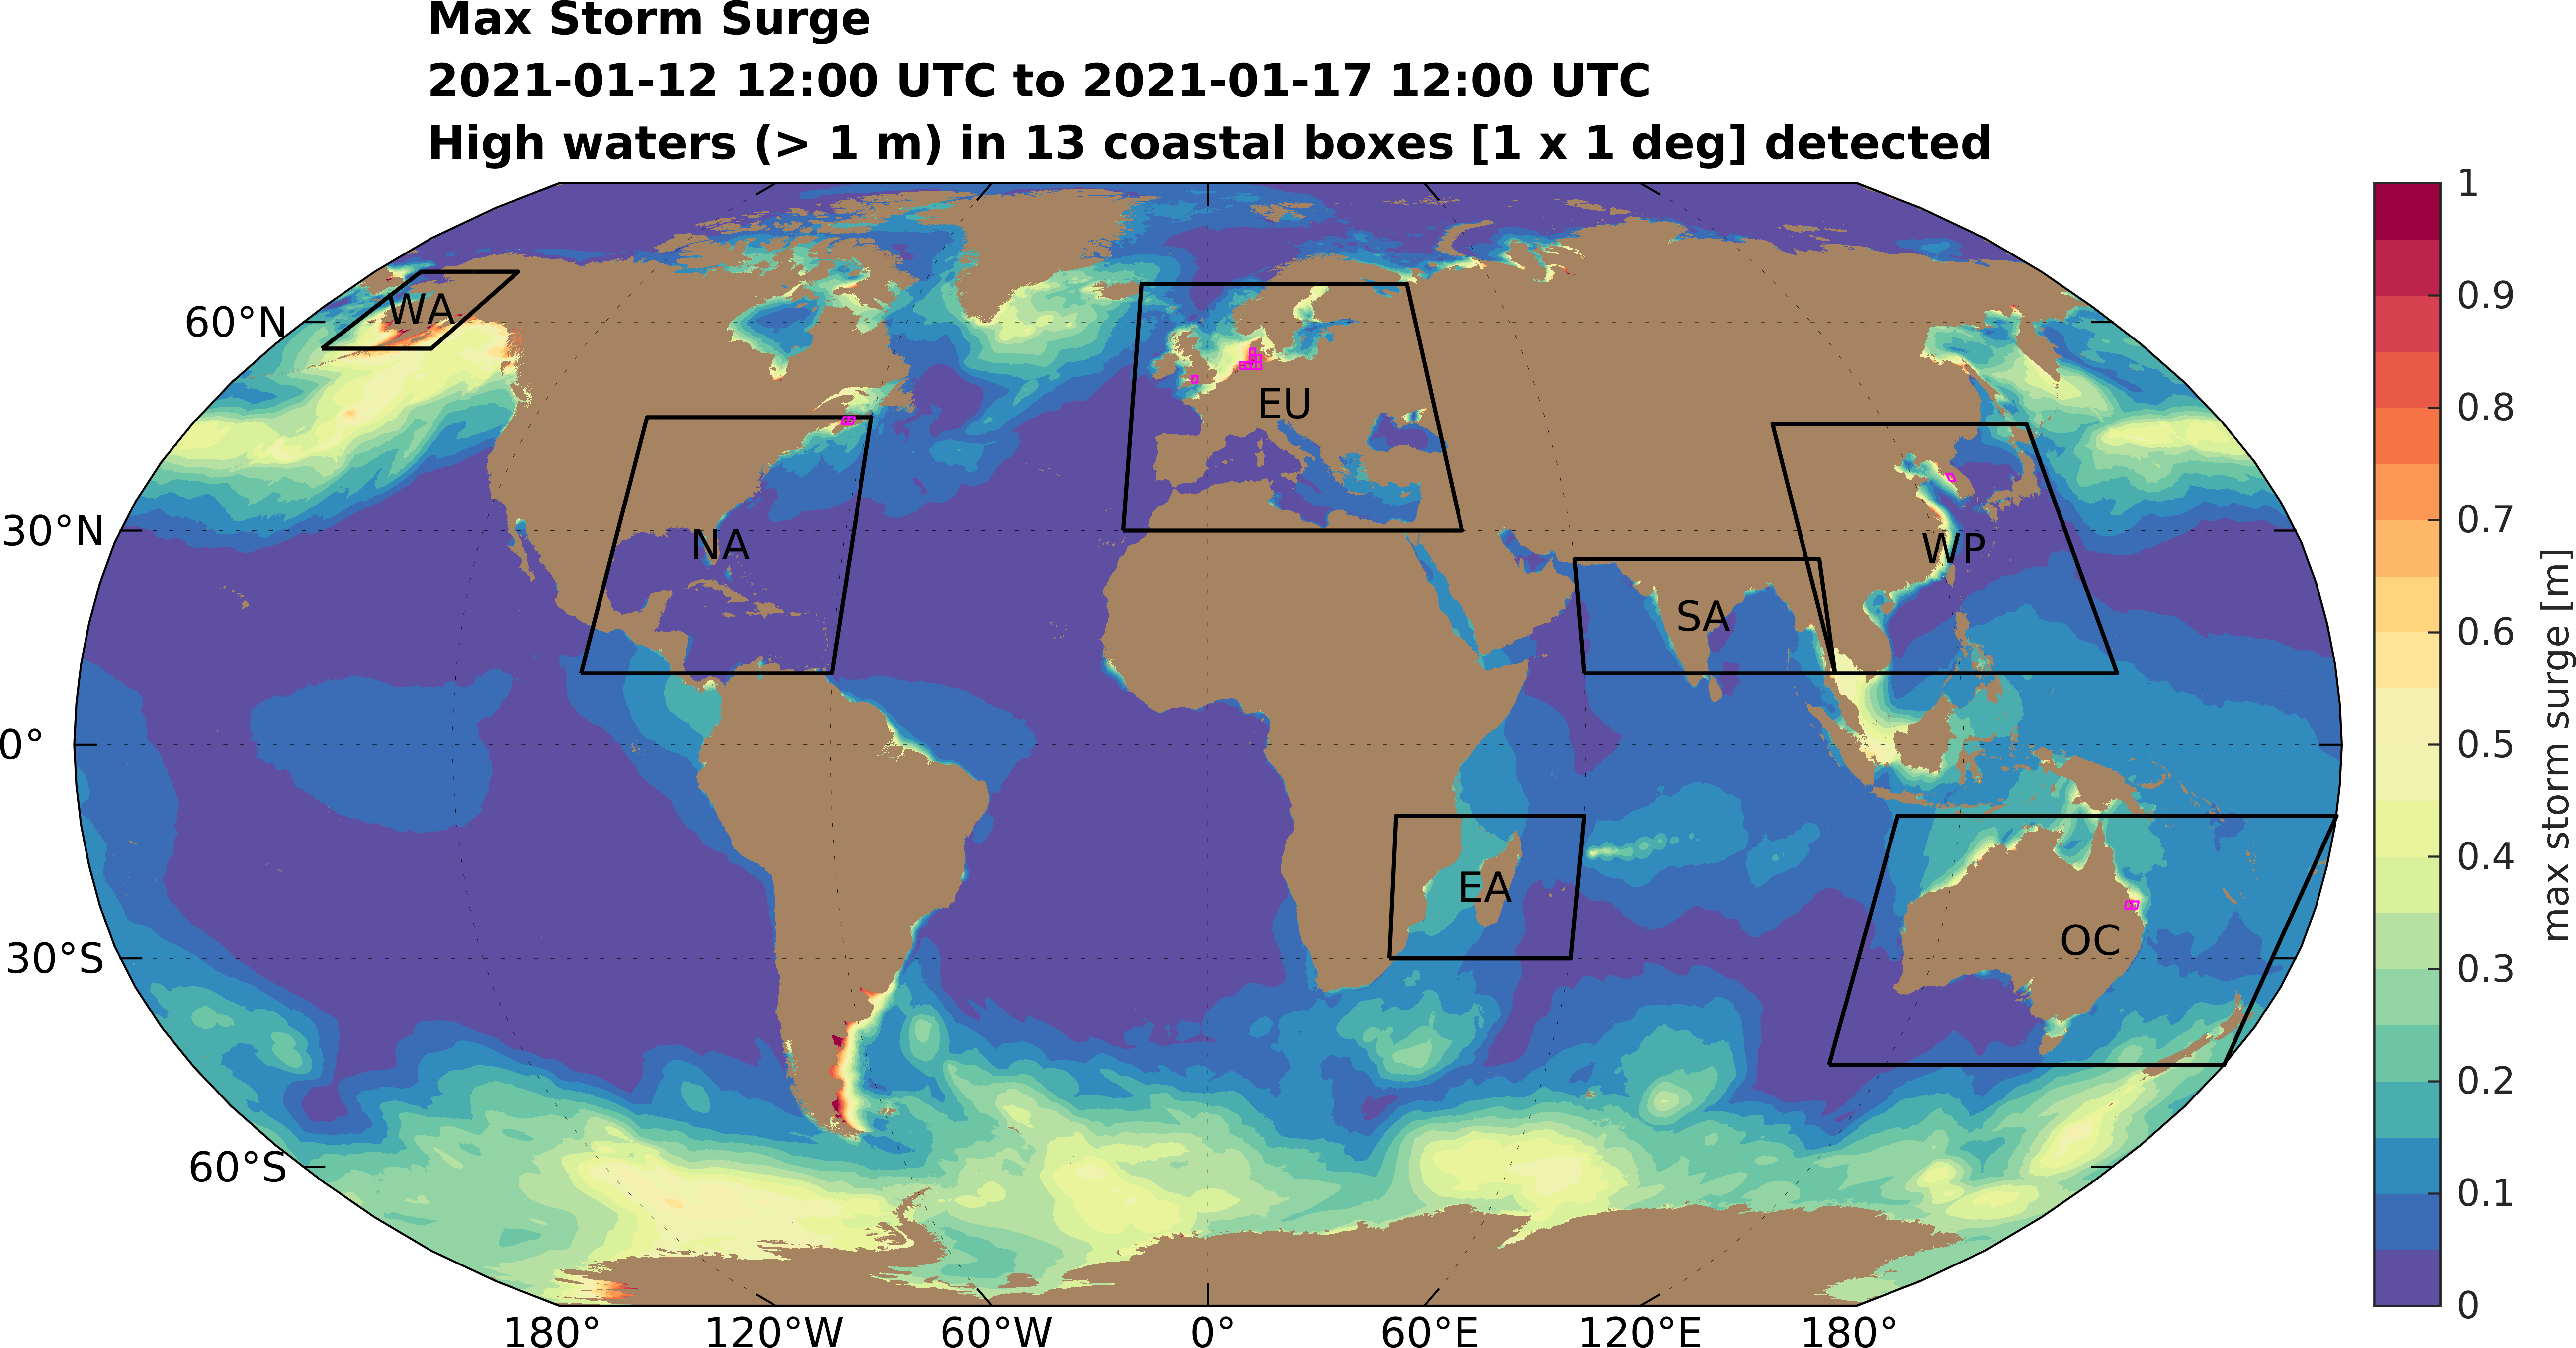 Max Storm Surge
2021-01-12 12:00 UTC to 2021-01-17 12:00 UTC
High waters (> 1 m) in 13 coastal boxes [1 x 1 deg] detected
60°N
30°N
0°
30°S
60°S
180°
120°W
60°W
0°
60°E
120°E
180°
WA
NA
EU
SA
WP
EA
OC
1
0.9
0.8
0.7
0.6
0.5
0.4
0.3
0.2
0.1
0
max storm surge [m]